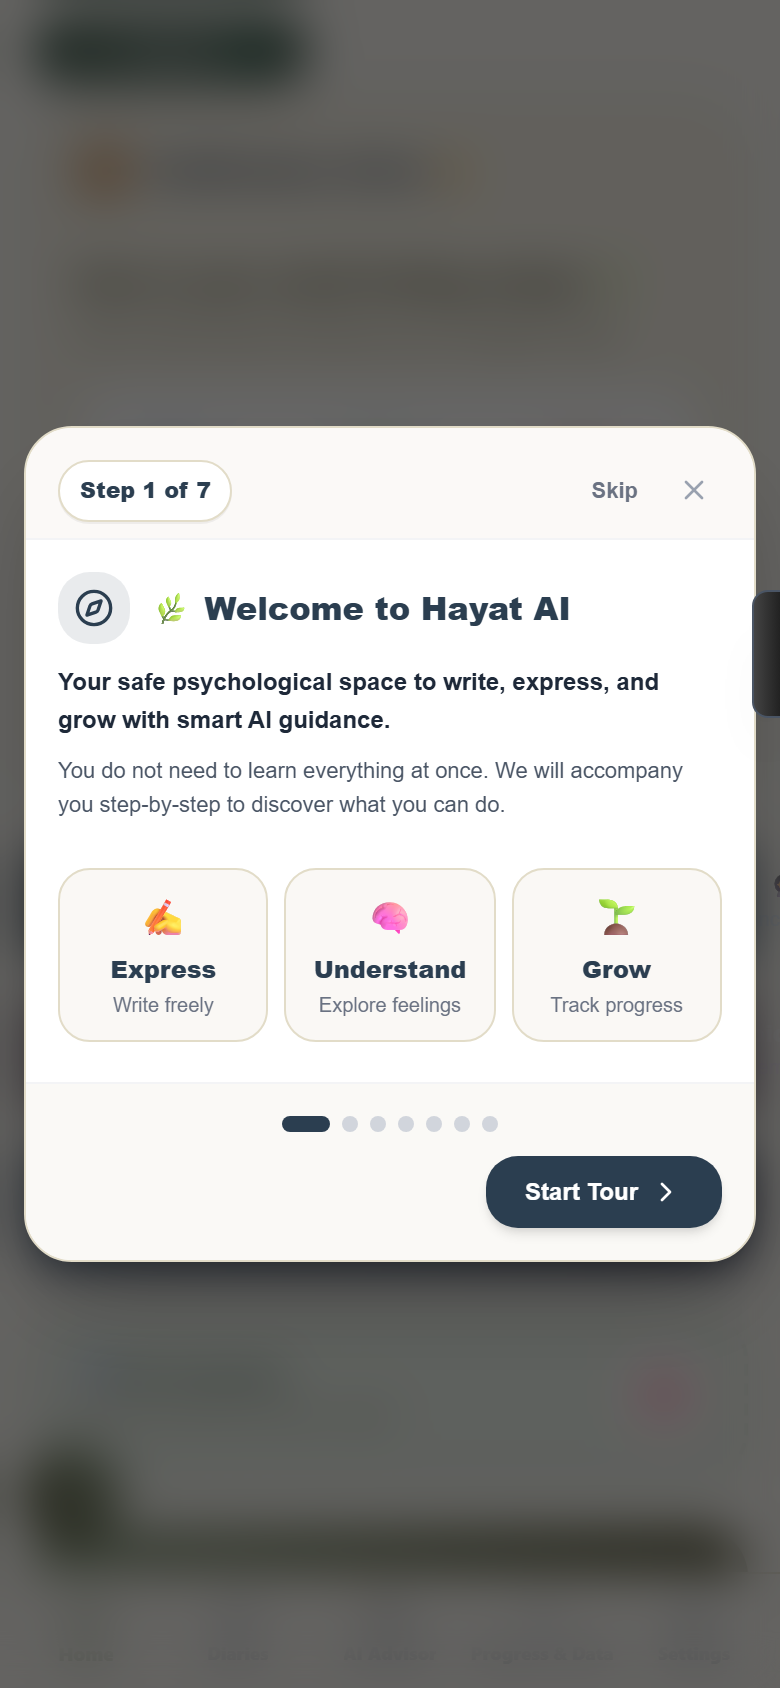 Step 1 of 7
Skip
Welcome to Hayat AI
Your safe psychological space to write, express, and
grow with smart AI guidance.
You do not need to learn everything at once. We will accompany
you step-by-step to discover what you can do.
Express
Write freely
Understand
Explore feelings
Grow
Track progress
Start Tour
Home